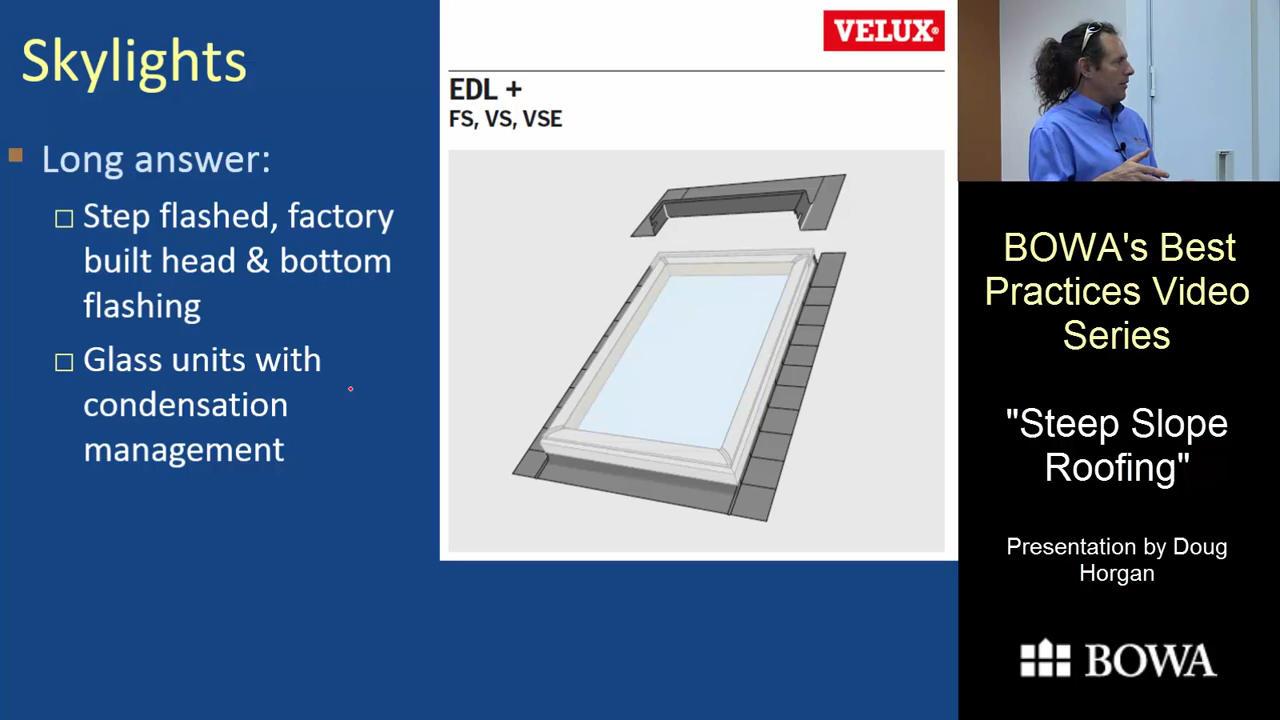 Skylights
Long answer:
Step flashed, factory
built head & bottom
flashing
Glass units with
condensation
management
VELUX®
EDL +
FS, VS, VSE
BOWA's Best
Practices Video
Series
"Steep Slope
Roofing"
Presentation by Doug
Horgan
BOWA